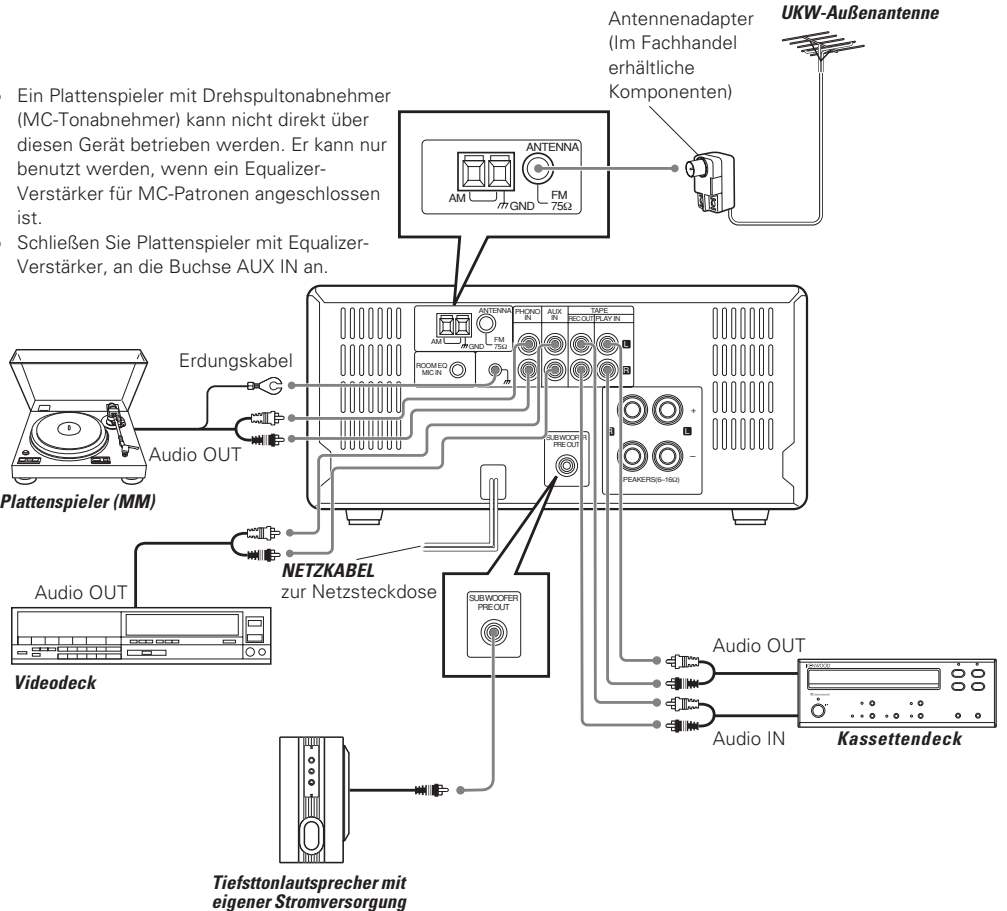 Antennenadapter
(Im Fachhandel
erhältliche
Komponenten)
UKW-Außenantenne
Ein Plattenspieler mit Drehspultonabnehmer
(MC-Tonabnehmer) kann nicht direkt über
diesen Gerät betrieben werden. Er kann nur
benutzt werden, wenn ein Equalizer-
Verstärker für MC-Patronen angeschlossen
ist.
Schließen Sie Plattenspieler mit Equalizer-
Verstärker, an die Buchse AUX IN an.
ANTENNA
AM
GND
FM
75Ω
ANTENNA
AM
GND
FM
75Ω
PHONO
IN
AUX
IN
TAPE
REC OUT PLAY IN
L
R
ROOM EQ
MIC IN
SUB WOOFER
PRE OUT
R
L
+
–
SPEAKERS(6–16Ω)
Erdungskabel
Audio OUT
Plattenspieler (MM)
NETZKABEL
zur Netzsteckdose
Audio OUT
Videodeck
SUB WOOFER
PRE OUT
Audio OUT
KENWOOD
Audio IN
Kassettendeck
Tiefsttonlautsprecher mit
eigener Stromversorgung